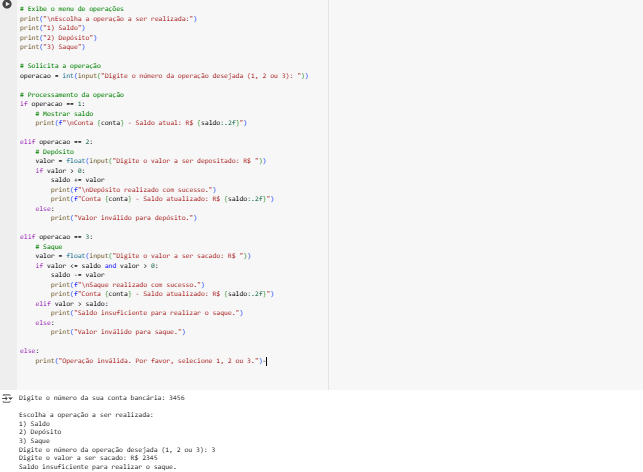 # Exibe o menu de operações
print("\nEscolha a operação a ser realizada:")
print("1) Saldo")
print("2) Depósito")
print("3) Saque")

# Solicita a operação
operacao = int(input("Digite o número da operação desejada (1, 2 ou 3): "))

# Processamento da operação
if operacao == 1:
    # Mostrar saldo
    print(f"\nConta {conta} - Saldo atual: R$ {saldo:.2f}")

elif operacao == 2:
    # Depósito
    valor = float(input("Digite o valor a ser depositado: R$ "))
    if valor > 0:
        saldo += valor
        print(f"\nDepósito realizado com sucesso.")
        print(f"Conta {conta} - Saldo atualizado: R$ {saldo:.2f}")
    else:
        print("Valor inválido para depósito.")

elif operacao == 3:
    # Saque
    valor = float(input("Digite o valor a ser sacado: R$ "))
    if valor <= saldo and valor > 0:
        saldo -= valor
        print(f"\nSaque realizado com sucesso.")
        print(f"Conta {conta} - Saldo atualizado: R$ {saldo:.2f}")
    elif valor > saldo:
        print("Saldo insuficiente para realizar o saque.")
    else:
        print("Valor inválido para saque.")

else:
    print("Operação inválida. Por favor, selecione 1, 2 ou 3.")

Digite o número da sua conta bancária: 3456

Escolha a operação a ser realizada:
1) Saldo
2) Depósito
3) Saque
Digite o número da operação desejada (1, 2 ou 3): 3
Digite o valor a ser sacado: R$ 2345
Saldo insuficiente para realizar o saque.